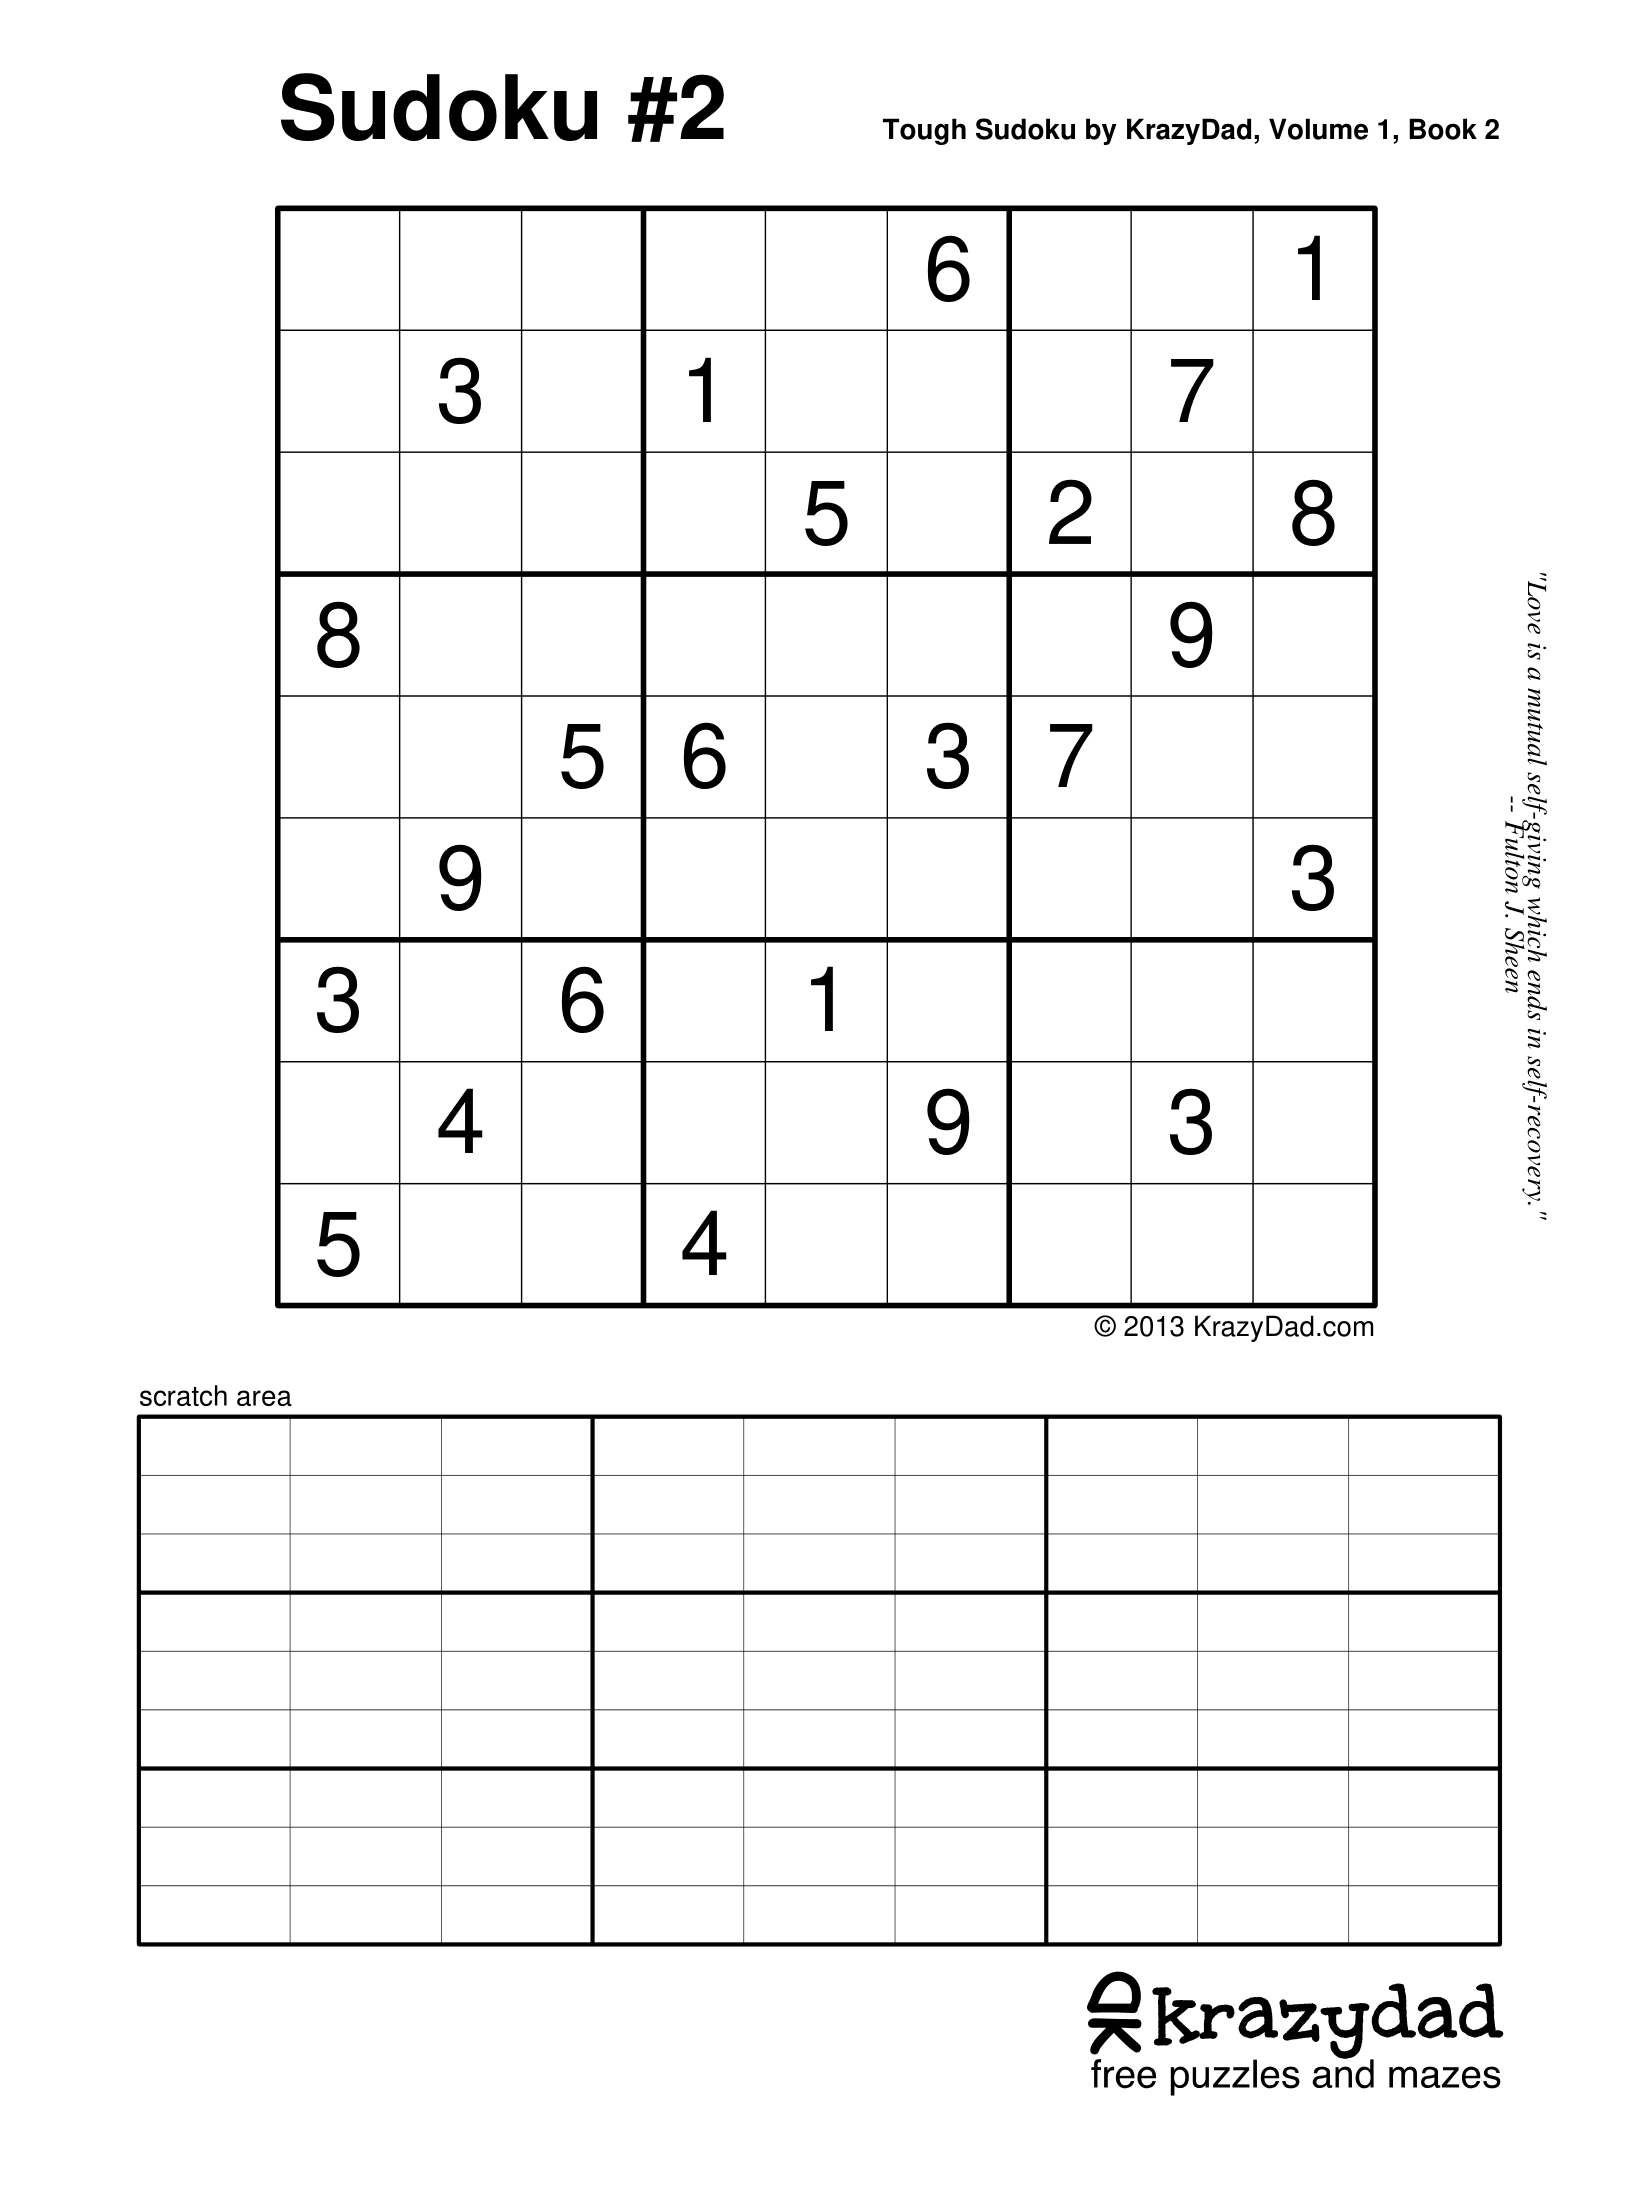 Sudoku #2
Tough Sudoku by KrazyDad, Volume 1, Book 2
6 1
3 1 7
5 2 8
8 9
5 6 3 7
9 3
3 6 1
4 9 3
5 4
"Love is a mutual self-giving which ends in self-recovery."
-- Fulton J. Sheen
© 2013 KrazyDad.com
scratch area
DK krazydad
free puzzles and mazes